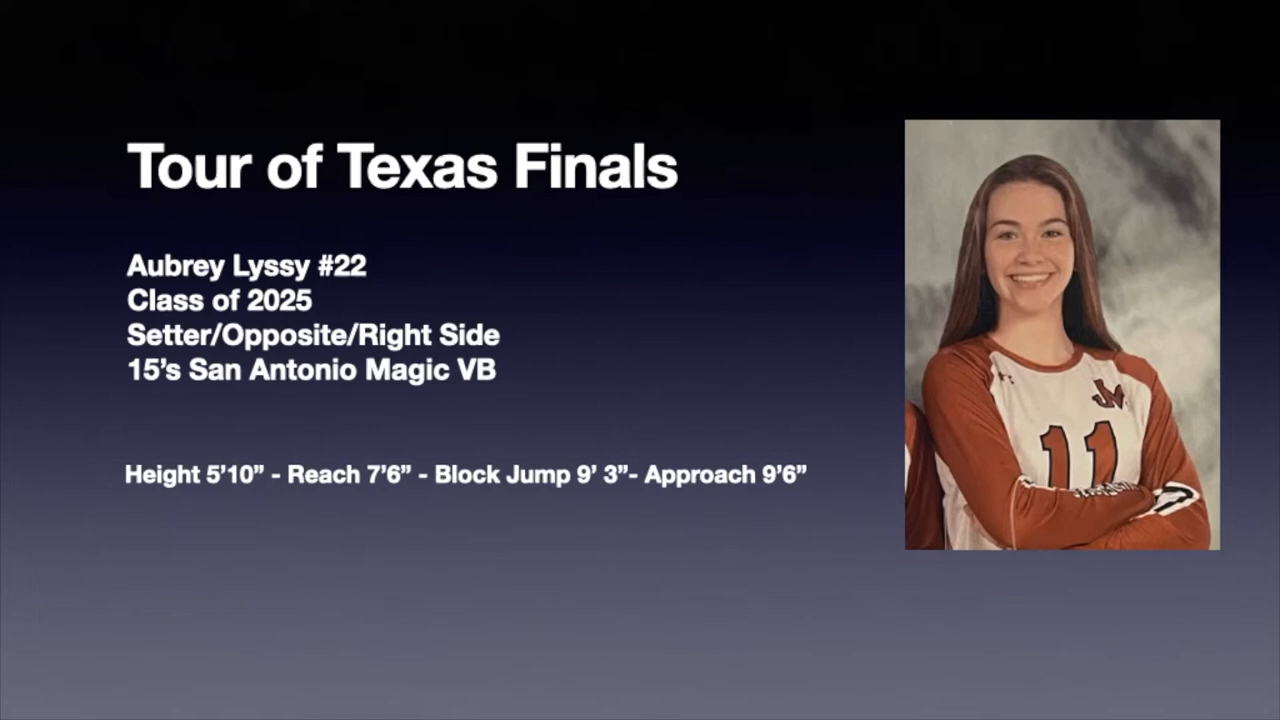 Tour of Texas Finals
Aubrey Lyssy #22
Class of 2025
Setter/Opposite/Right Side
15’s San Antonio Magic VB
Height 5’10” - Reach 7’6” - Block Jump 9’ 3”- Approach 9’6”
11